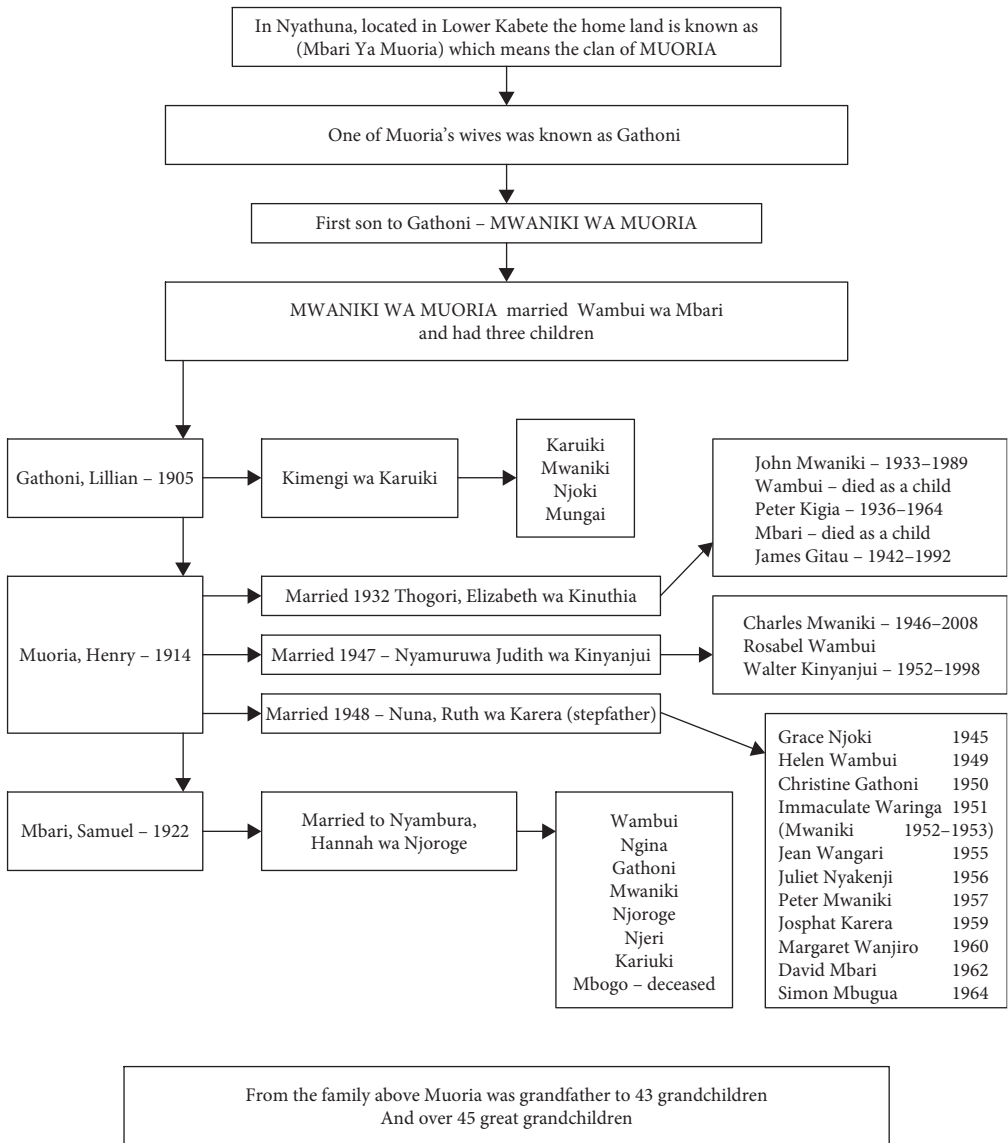 In Nyathuna, located in Lower Kabete the home land is known as
(Mbari Ya Muoria) which means the clan of MUORIA
One of Muoria's wives was known as Gathoni
First son to Gathoni – MWANIKI WA MUORIA
MWANIKI WA MUORIA married Wambui wa Mbari
and had three children
Gathoni, Lillian – 1905
Kimengi wa Karuiki
Karuiki
Mwaniki
Njoki
Mungai
Muoria, Henry – 1914
Married 1932 Thogori, Elizabeth wa Kinuthia
John Mwaniki – 1933–1989
Wambui – died as a child
Peter Kigia – 1936–1964
Mbari – died as a child
James Gitau – 1942–1992
Married 1947 – Nyamuruwa Judith wa Kinyanjui
Charles Mwaniki – 1946–2008
Rosabel Wambui
Walter Kinyanjui – 1952–1998
Married 1948 – Nuna, Ruth wa Karera (stepfather)
Grace Njoki 1945
Helen Wambui 1949
Christine Gathoni 1950
Immaculate Waringa 1951
(Mwaniki 1952–1953)
Jean Wangari 1955
Juliet Nyakenji 1956
Peter Mwaniki 1957
Josphat Karera 1959
Margaret Wanjiro 1960
David Mbari 1962
Simon Mbugua 1964
Mbari, Samuel – 1922
Married to Nyambura,
Hannah wa Njoroge
Wambui
Ngina
Gathoni
Mwaniki
Njoroge
Njeri
Kariuki
Mbogo – deceased
From the family above Muoria was grandfather to 43 grandchildren
And over 45 great grandchildren